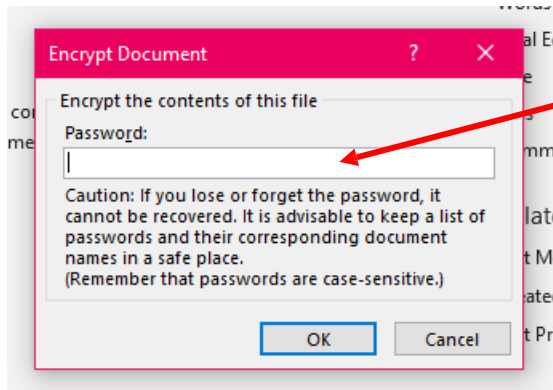 Encrypt Document ?
Encrypt the contents of this file
Password:
Caution: If you lose or forget the password, it
cannot be recovered. It is advisable to keep a list of
passwords and their corresponding document
names in a safe place.
(Remember that passwords are case-sensitive.)
OK Cancel